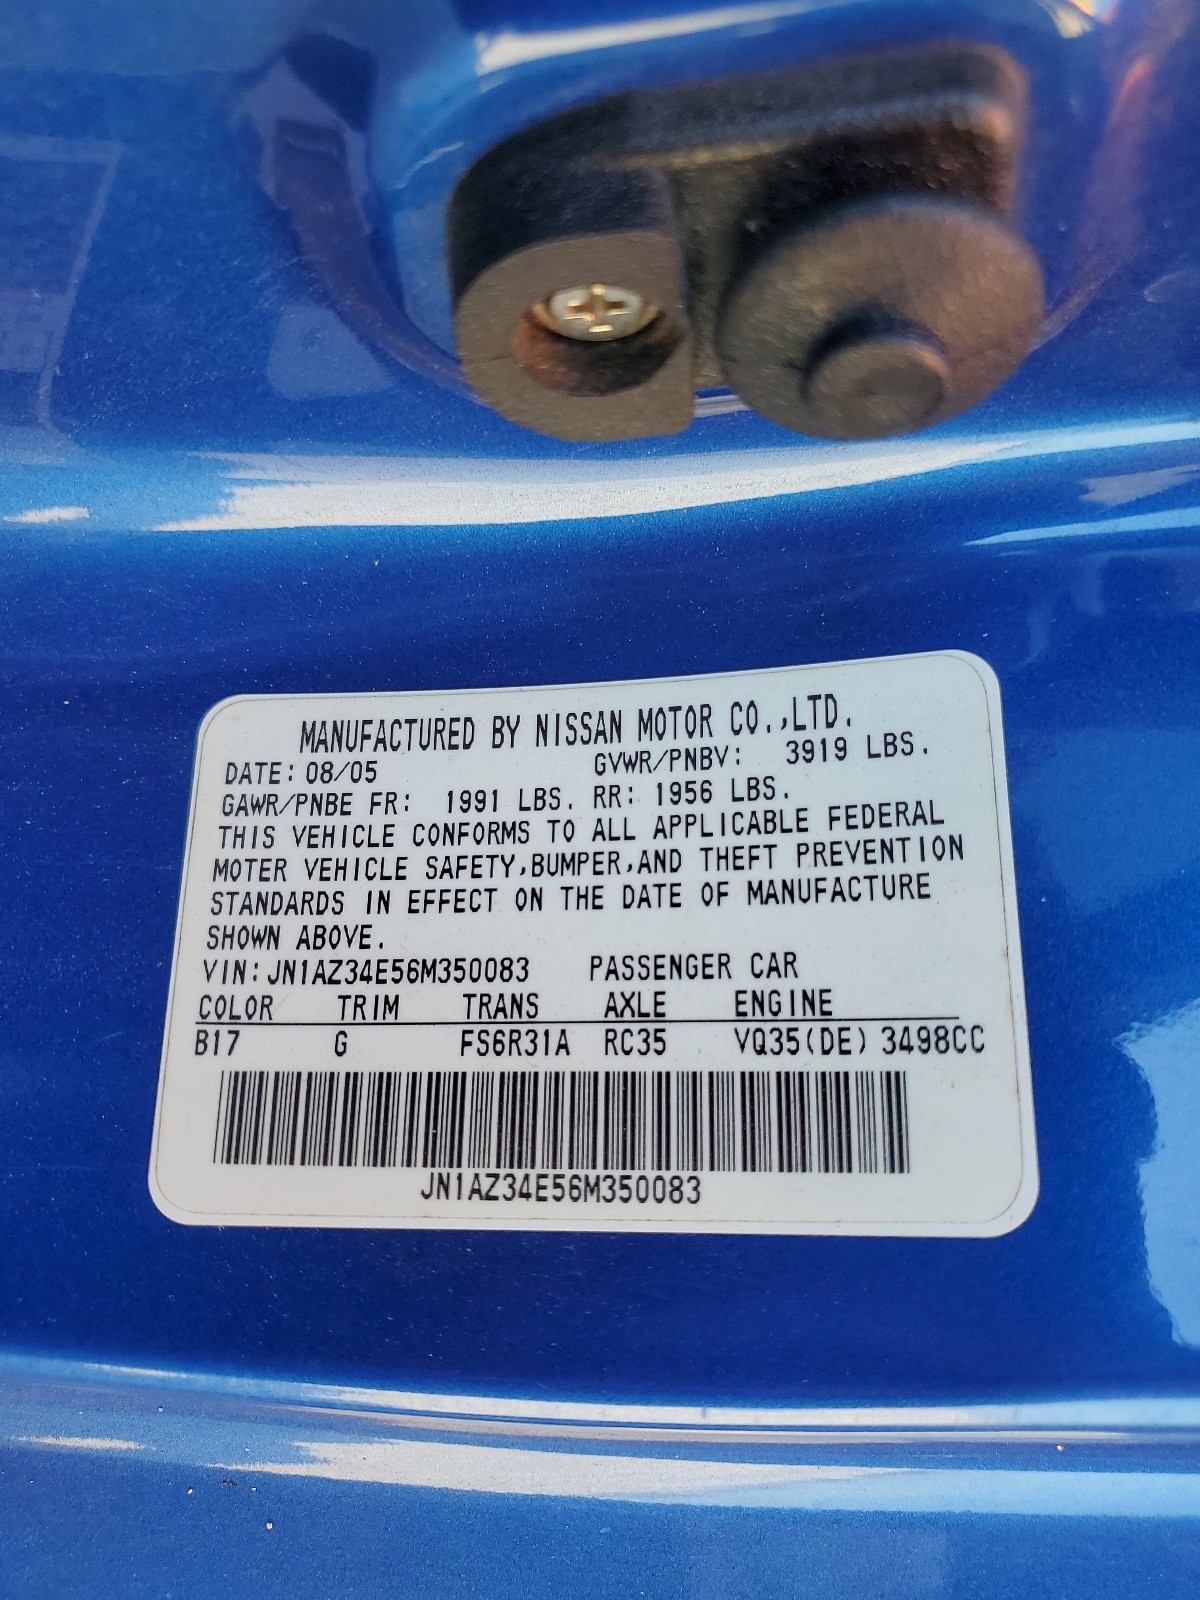 MANUFACTURED BY NISSAN MOTOR CO.,LTD.
DATE: 08/05 GVWR/PNBV: 3919 LBS.
GAWR/PNBE FR: 1991 LBS. RR: 1956 LBS.
THIS VEHICLE CONFORMS TO ALL APPLICABLE FEDERAL
MOTER VEHICLE SAFETY,BUMPER,AND THEFT PREVENTION
STANDARDS IN EFFECT ON THE DATE OF MANUFACTURE
SHOWN ABOVE.
VIN:JN1AZ34E56M350083 PASSENGER CAR
COLOR TRIM TRANS AXLE ENGINE
B17 G FS6R31A RC35 VQ35(DE) 3498CC
JN1AZ34E56M350083